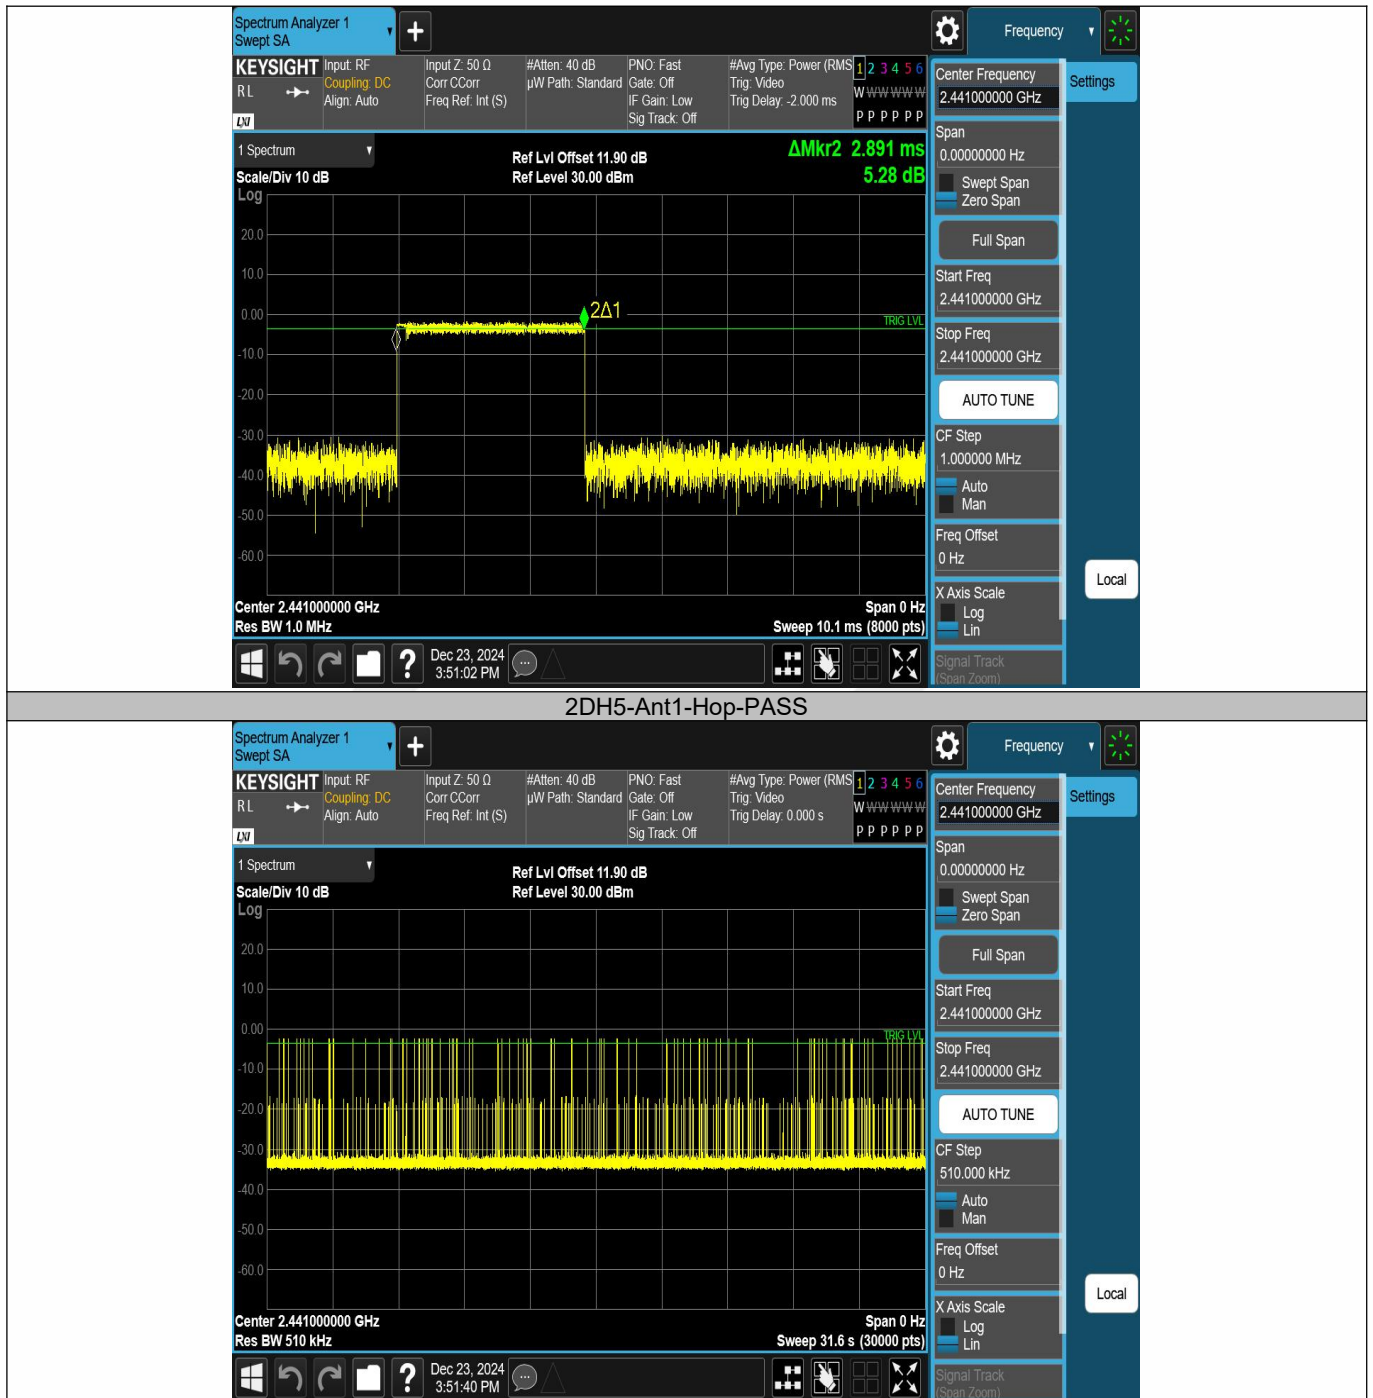 Spectrum Analyzer 1
Swept SA
+
Frequency
KEYSIGHT
RL
LXI
Input: RF
Coupling: DC
Align: Auto
Input Z: 50 Ω
Corr CCorr
Freq Ref: Int (S)
#Atten: 40 dB
µW Path: Standard
PNO: Fast
Gate: Off
IF Gain: Low
Sig Track: Off
#Avg Type: Power (RMS
Trig: Video
Trig Delay: -2.000 ms
1 2 3 4 5 6
W W W W W W
P P P P P P
Center Frequency
2.441000000 GHz
Settings
1 Spectrum
Scale/Div 10 dB
Log
Ref Lvl Offset 11.90 dB
Ref Level 30.00 dBm
ΔMkr2 2.891 ms
5.28 dB
20.0
10.0
0.00
-10.0
-20.0
-30.0
-40.0
-50.0
-60.0
2Δ1
TRIG LVL
Center 2.441000000 GHz
Res BW 1.0 MHz
Span 0 Hz
Sweep 10.1 ms (8000 pts)
Span
0.00000000 Hz
Swept Span
Zero Span
Full Span
Start Freq
2.441000000 GHz
Stop Freq
2.441000000 GHz
AUTO TUNE
CF Step
1.000000 MHz
Auto
Man
Freq Offset
0 Hz
X Axis Scale
Log
Lin
Signal Track
(Span Zoom)
Local
?
Dec 23, 2024
3:51:02 PM
2DH5-Ant1-Hop-PASS
Spectrum Analyzer 1
Swept SA
+
Frequency
KEYSIGHT
RL
LXI
Input: RF
Coupling: DC
Align: Auto
Input Z: 50 Ω
Corr CCorr
Freq Ref: Int (S)
#Atten: 40 dB
µW Path: Standard
PNO: Fast
Gate: Off
IF Gain: Low
Sig Track: Off
#Avg Type: Power (RMS
Trig: Video
Trig Delay: 0.000 s
1 2 3 4 5 6
W W W W W W
P P P P P P
Center Frequency
2.441000000 GHz
Settings
1 Spectrum
Scale/Div 10 dB
Log
Ref Lvl Offset 11.90 dB
Ref Level 30.00 dBm
20.0
10.0
0.00
-10.0
-20.0
-30.0
-40.0
-50.0
-60.0
TRIG LVL
Center 2.441000000 GHz
Res BW 510 kHz
Span 0 Hz
Sweep 31.6 s (30000 pts)
Span
0.00000000 Hz
Swept Span
Zero Span
Full Span
Start Freq
2.441000000 GHz
Stop Freq
2.441000000 GHz
AUTO TUNE
CF Step
510.000 kHz
Auto
Man
Freq Offset
0 Hz
X Axis Scale
Log
Lin
Signal Track
(Span Zoom)
Local
?
Dec 23, 2024
3:51:40 PM